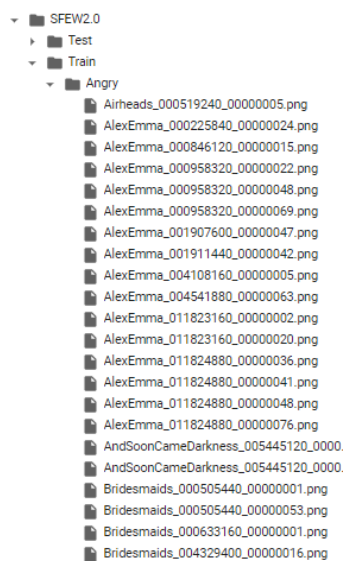 SFEW2.0
Test
Train
Angry
Airheads_000519240_00000005.png
AlexEmma_000225840_00000024.png
AlexEmma_000846120_00000015.png
AlexEmma_000958320_00000022.png
AlexEmma_000958320_00000048.png
AlexEmma_000958320_00000069.png
AlexEmma_001907600_00000047.png
AlexEmma_001911440_00000042.png
AlexEmma_004108160_00000005.png
AlexEmma_004541880_00000063.png
AlexEmma_011823160_00000002.png
AlexEmma_011823160_00000020.png
AlexEmma_011824880_00000036.png
AlexEmma_011824880_00000041.png
AlexEmma_011824880_00000048.png
AlexEmma_011824880_00000076.png
AndSoonCameDarkness_005445120_0000.
AndSoonCameDarkness_005445120_0000.
Bridesmaids_000505440_00000001.png
Bridesmaids_000505440_00000053.png
Bridesmaids_000633160_00000001.png
Bridesmaids_004329400_00000016.png